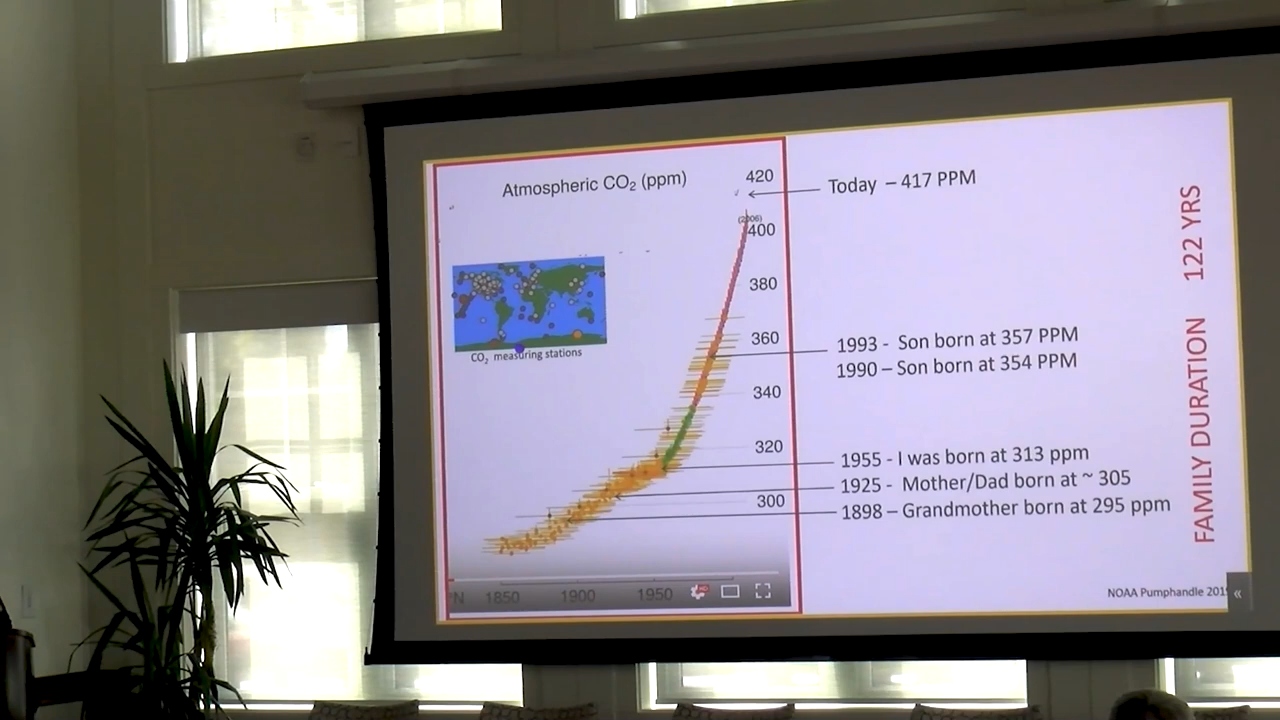 Atmospheric CO₂ (ppm)
420
Today – 417 PPM
(2006)
400
380
360
340
320
300
CO₂ measuring stations
1993 - Son born at 357 PPM
1990 – Son born at 354 PPM
1955 - I was born at 313 ppm
1925 - Mother/Dad born at ~ 305
1898 – Grandmother born at 295 ppm
FAMILY DURATION 122 YRS
1850 1900 1950
HD
NOAA Pumphandle
«